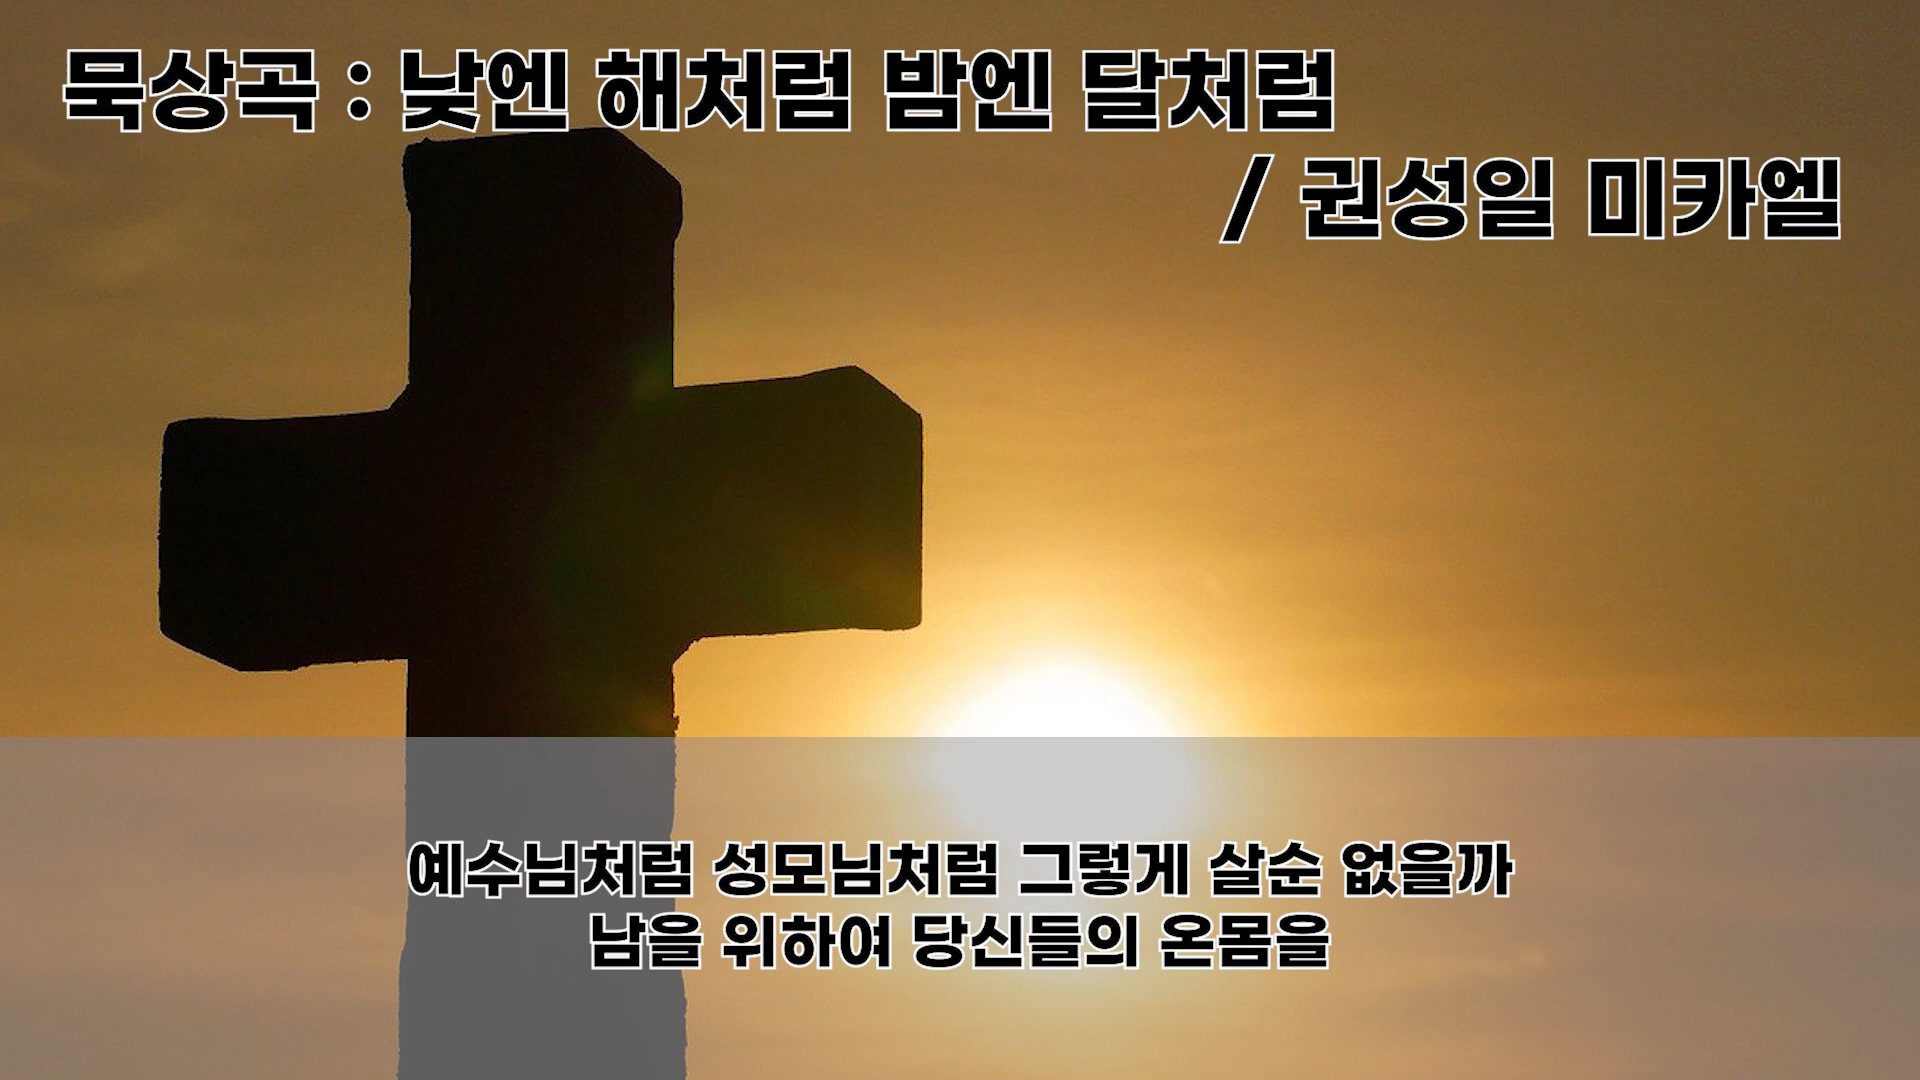 묵상곡 : 낮엔 해처럼 밤엔 달처럼
/ 권성일 미카엘
예수님처럼 성모님처럼 그렇게 살순 없을까
남을 위하여 당신들의 온몸을